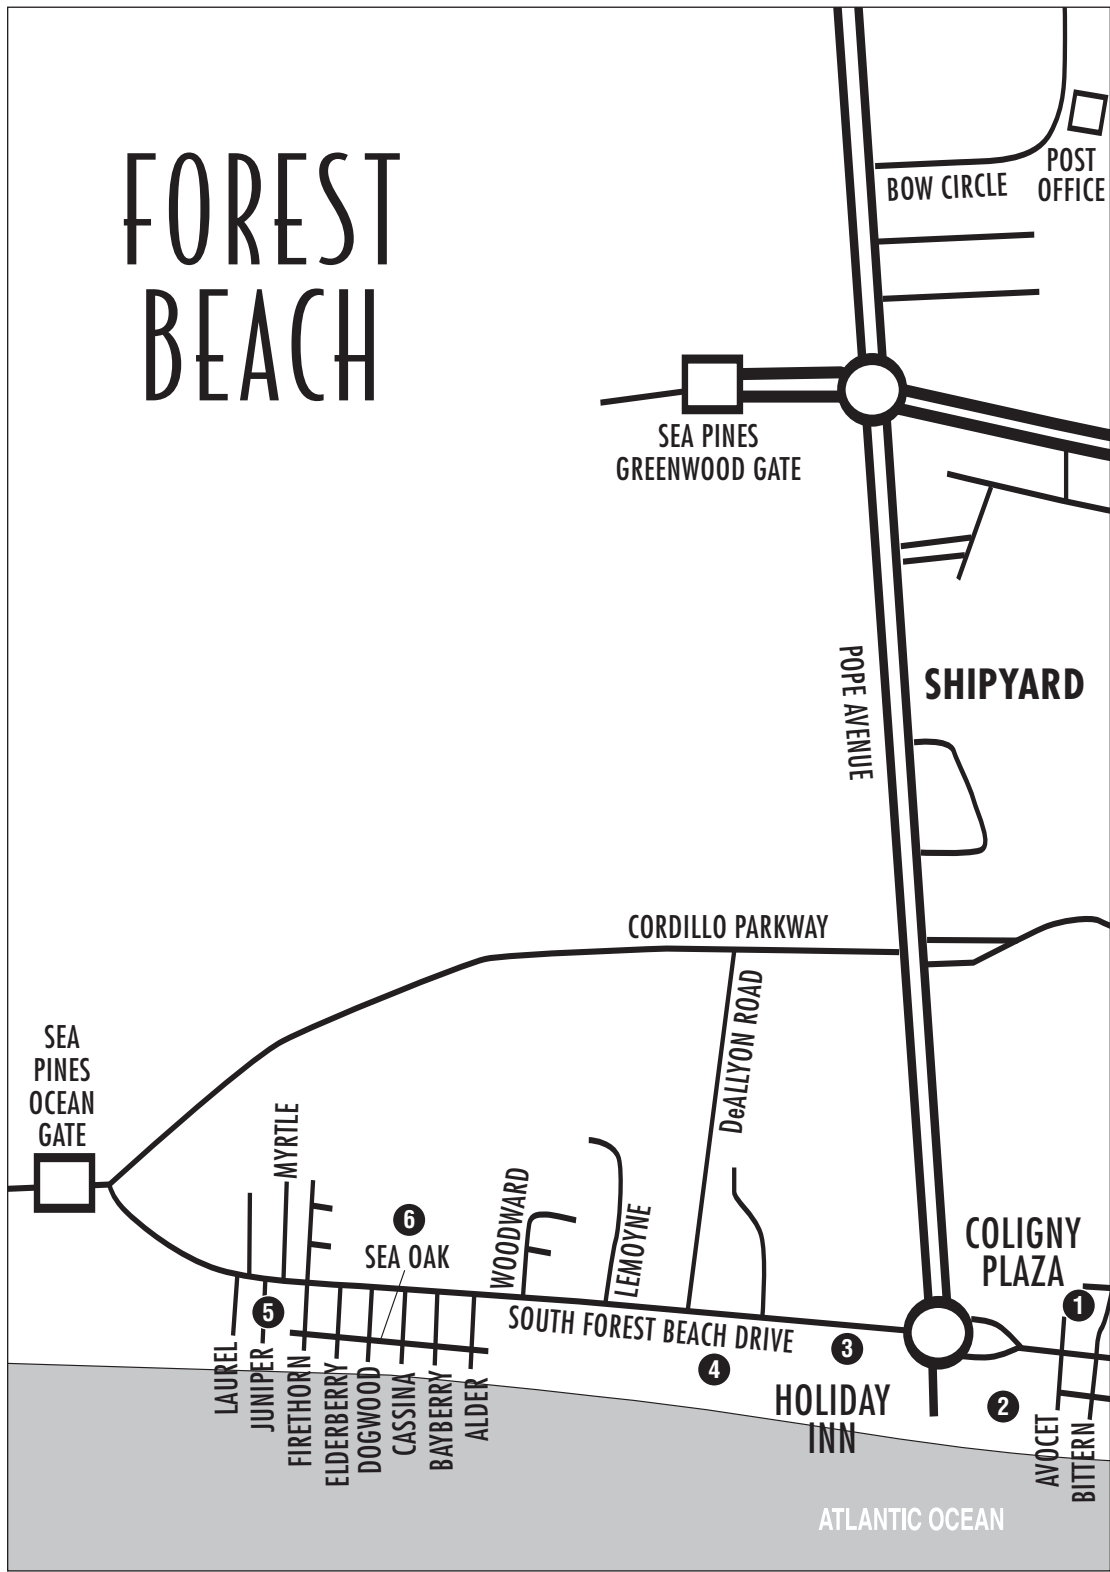 FOREST
BEACH
POST
OFFICE
BOW CIRCLE
SEA PINES
GREENWOOD GATE
POPE AVENUE
SHIPYARD
CORDILLO PARKWAY
DeALLYON ROAD
SEA
PINES
OCEAN
GATE
MYRTLE
6
SEA OAK
WOODWARD
LEMOYNE
COLIGNY
PLAZA
1
5
SOUTH FOREST BEACH DRIVE
3
4
HOLIDAY
INN
2
LAUREL
JUNIPER
FIRETHORN
ELDERBERRY
DOGWOOD
CASSINA
BAYBERRY
ALDER
AVOCET
BITTERN
ATLANTIC OCEAN